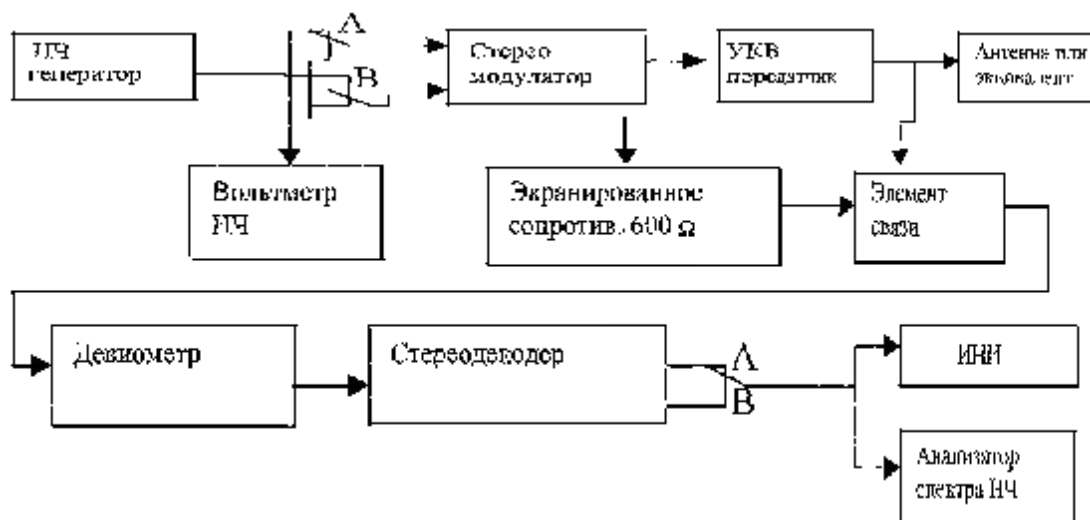 НЧ
генератор
А
В
Стерео
модулятор
УКВ
передатчик
Антенна или
эквивалент
Вольтметр
НЧ
Экранированное
сопротив. 600 Ω
Элемент
связи
Девиометр
Стереодекодер
А
В
ИНИ
Анализатор
спектра НЧ